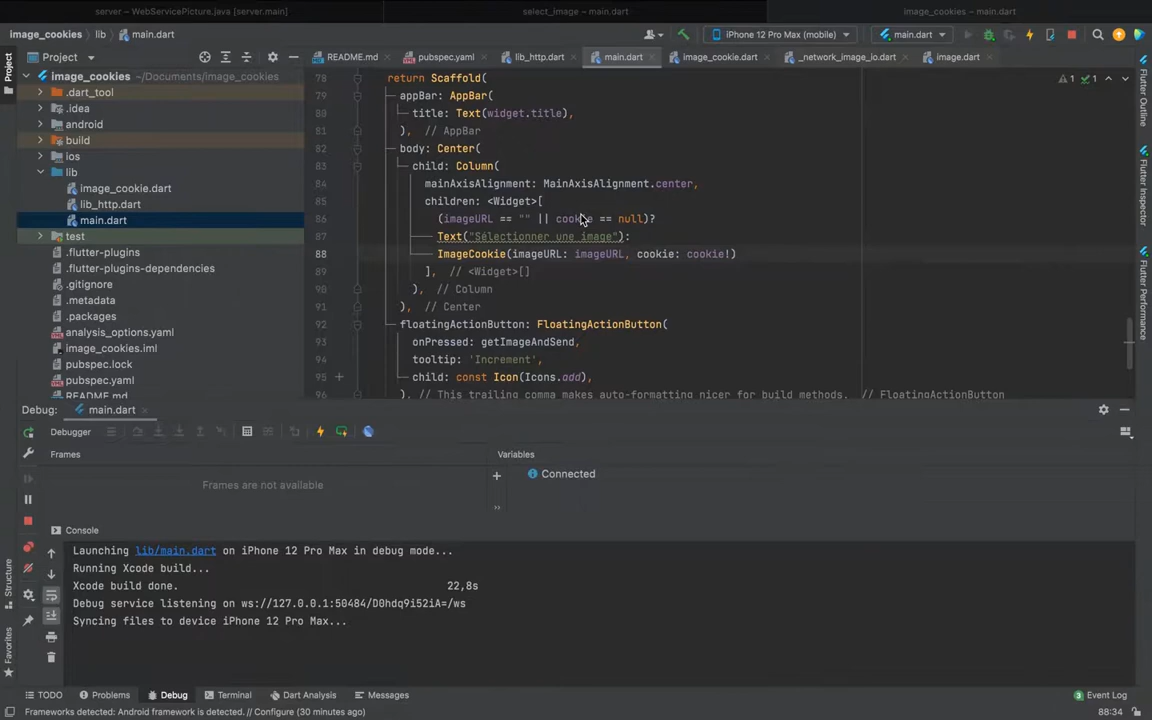 server – WebServicePicture.java [server.main]
select_image – main.dart
image_cookies – main.dart
image_cookies
lib
main.dart
iPhone 12 Pro Max (mobile)
main.dart
Project
README.md
pubspec.yaml
lib_http.dart
main.dart
image_cookie.dart
_network_image.io.dart
image.dart
Project
image_cookies ~/Documents/image_cookies
.dart_tool
.idea
android
build
ios
lib
image_cookie.dart
lib_http.dart
main.dart
test
.flutter-plugins
.flutter-plugins-dependencies
.gitignore
.metadata
.packages
analysis_options.yaml
image_cookies.iml
pubspec.lock
pubspec.yaml
README.md
78 return Scaffold(
79 appBar: AppBar(
80 title: Text(widget.title),
81 ), // AppBar
82 body: Center(
83 child: Column(
84 mainAxisAlignment: MainAxisAlignment.center,
85 children: <Widget>[
86 (imageURL == "" || cookie == null)?
87 Text("Sélectionner une image"):
88 ImageCookie(imageURL: imageURL, cookie: cookie!)
89 ], // <Widget>[]
90 ), // Column
91 ), // Center
92 floatingActionButton: FloatingActionButton(
93 onPressed: getImageAndSend,
94 tooltip: 'Increment',
95 child: const Icon(Icons.add),
96 ), // This trailing comma makes auto-formatting nicer for build methods. // FloatingActionButton
1
1
Flutter Outline
Flutter Inspector
Flutter Performance
Debug:
main.dart
Debugger
Frames
Variables
Frames are not available
Connected
Console
Launching lib/main.dart on iPhone 12 Pro Max in debug mode...
Running Xcode build...
Xcode build done. 22,8s
Debug service listening on ws://127.0.0.1:50484/D0hdq9i52iA=/ws
Syncing files to device iPhone 12 Pro Max...
Structure
Favorites
TODO
Problems
Debug
Terminal
Dart Analysis
Messages
3 Event Log
Frameworks detected: Android framework is detected. // Configure (30 minutes ago)
88:34